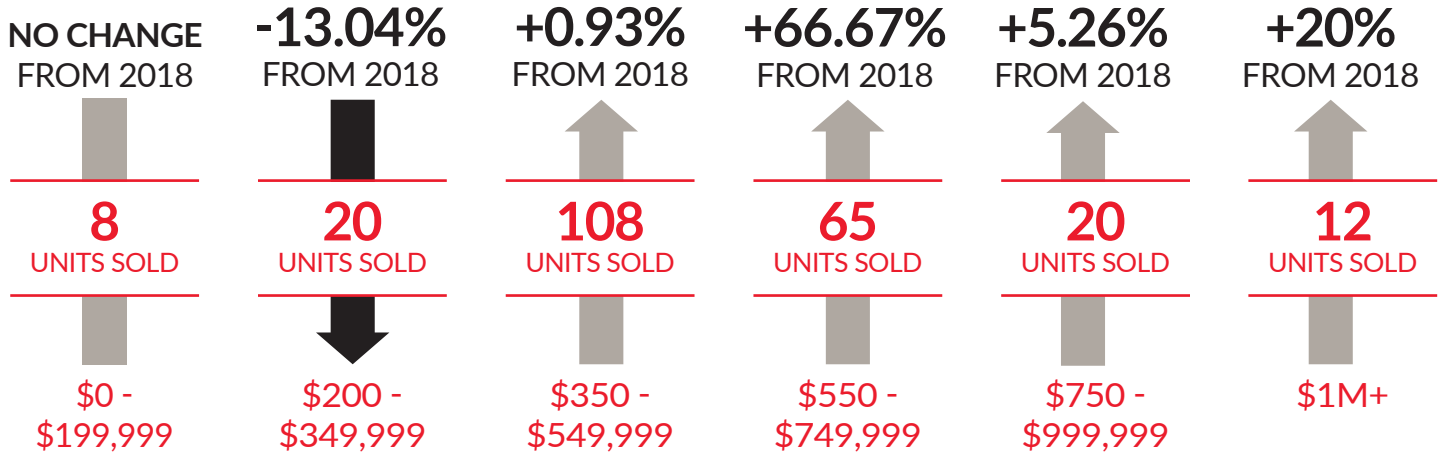 NO CHANGE
FROM 2018
8
UNITS SOLD
$0 -
$199,999
-13.04%
FROM 2018
20
UNITS SOLD
$200 -
$349,999
+0.93%
FROM 2018
108
UNITS SOLD
$350 -
$549,999
+66.67%
FROM 2018
65
UNITS SOLD
$550 -
$749,999
+5.26%
FROM 2018
20
UNITS SOLD
$750 -
$999,999
+20%
FROM 2018
12
UNITS SOLD
$1M+